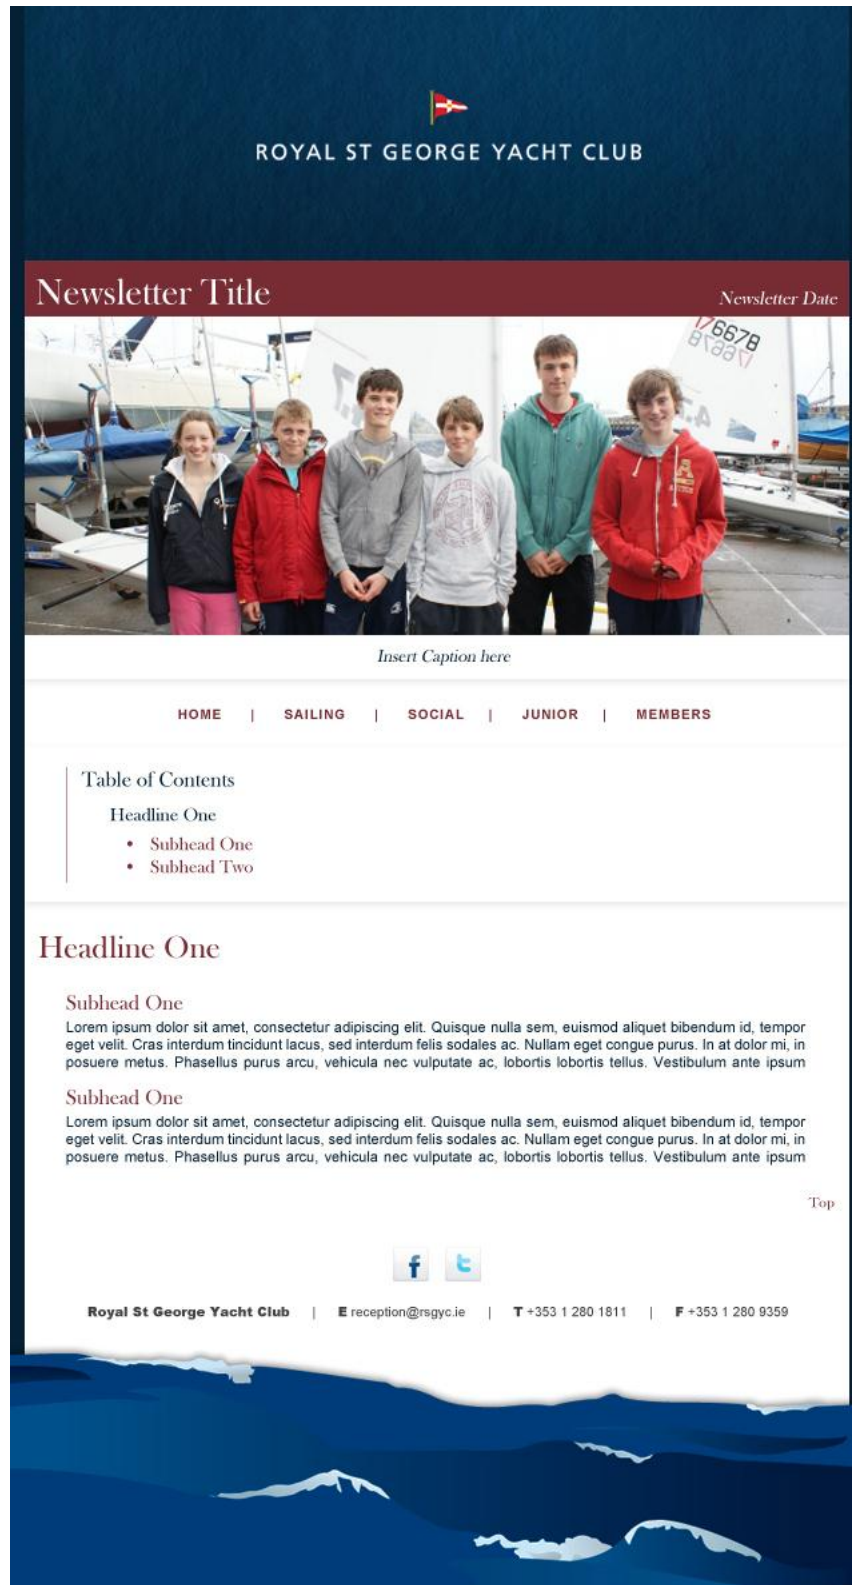 ROYAL ST GEORGE YACHT CLUB
Newsletter Title
Newsletter Date
176678
176678
4.7
Insert Caption here
HOME | SAILING | SOCIAL | JUNIOR | MEMBERS
Table of Contents
Headline One
• Subhead One
• Subhead Two
Headline One
Subhead One
Lorem ipsum dolor sit amet, consectetur adipiscing elit. Quisque nulla sem, euismod aliquet bibendum id, tempor
eget velit. Cras interdum tincidunt lacus, sed interdum felis sodales ac. Nullam eget congue purus. In at dolor mi, in
posuere metus. Phasellus purus arcu, vehicula nec vulputate ac, lobortis lobortis tellus. Vestibulum ante ipsum
Subhead One
Lorem ipsum dolor sit amet, consectetur adipiscing elit. Quisque nulla sem, euismod aliquet bibendum id, tempor
eget velit. Cras interdum tincidunt lacus, sed interdum felis sodales ac. Nullam eget congue purus. In at dolor mi, in
posuere metus. Phasellus purus arcu, vehicula nec vulputate ac, lobortis lobortis tellus. Vestibulum ante ipsum
Top
Royal St George Yacht Club | E reception@rsgyc.ie | T +353 1 280 1811 | F +353 1 280 9359